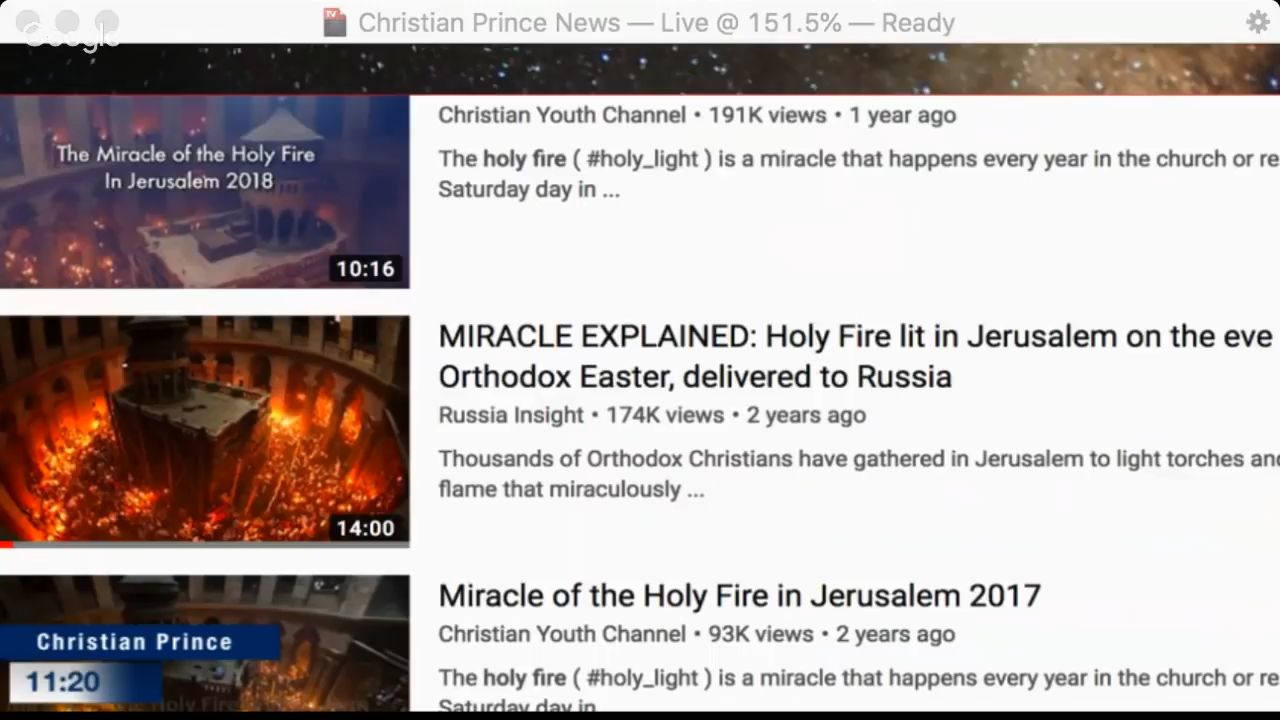 Christian Prince News — Live @ 151.5% — Ready
Google
Christian Youth Channel • 191K views • 1 year ago
The Miracle of the Holy Fire
In Jerusalem 2018
The holy fire ( #holy_light ) is a miracle that happens every year in the church or re
Saturday day in ...
10:16
MIRACLE EXPLAINED: Holy Fire lit in Jerusalem on the eve
Orthodox Easter, delivered to Russia
Russia Insight • 174K views • 2 years ago
Thousands of Orthodox Christians have gathered in Jerusalem to light torches and
flame that miraculously ...
14:00
Miracle of the Holy Fire in Jerusalem 2017
Christian Youth Channel • 93K views • 2 years ago
Christian Prince
The holy fire ( #holy_light ) is a miracle that happens every year in the church or re
11:20
Saturday day in